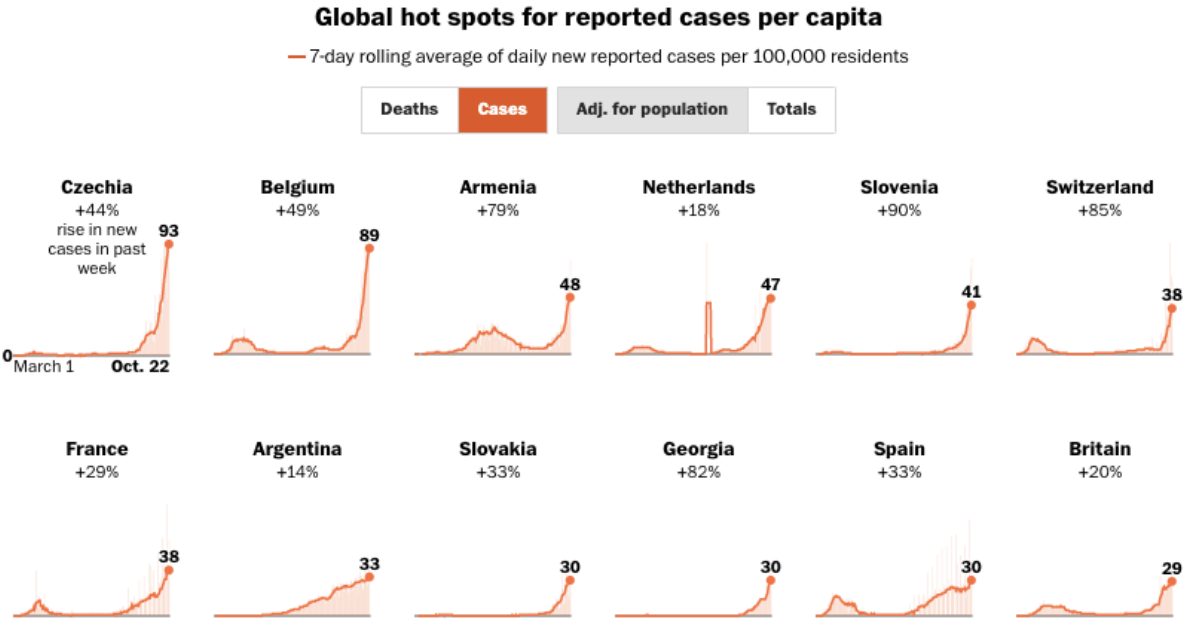 Global hot spots for reported cases per capita
7-day rolling average of daily new reported cases per 100,000 residents
Deaths Cases Adj. for population Totals
Czechia
+44%
rise in new
cases in past
week
93
0
March 1 Oct. 22
Belgium
+49%
89
Armenia
+79%
48
Netherlands
+18%
47
Slovenia
+90%
41
Switzerland
+85%
38
France
+29%
38
Argentina
+14%
33
Slovakia
+33%
30
Georgia
+82%
30
Spain
+33%
30
Britain
+20%
29